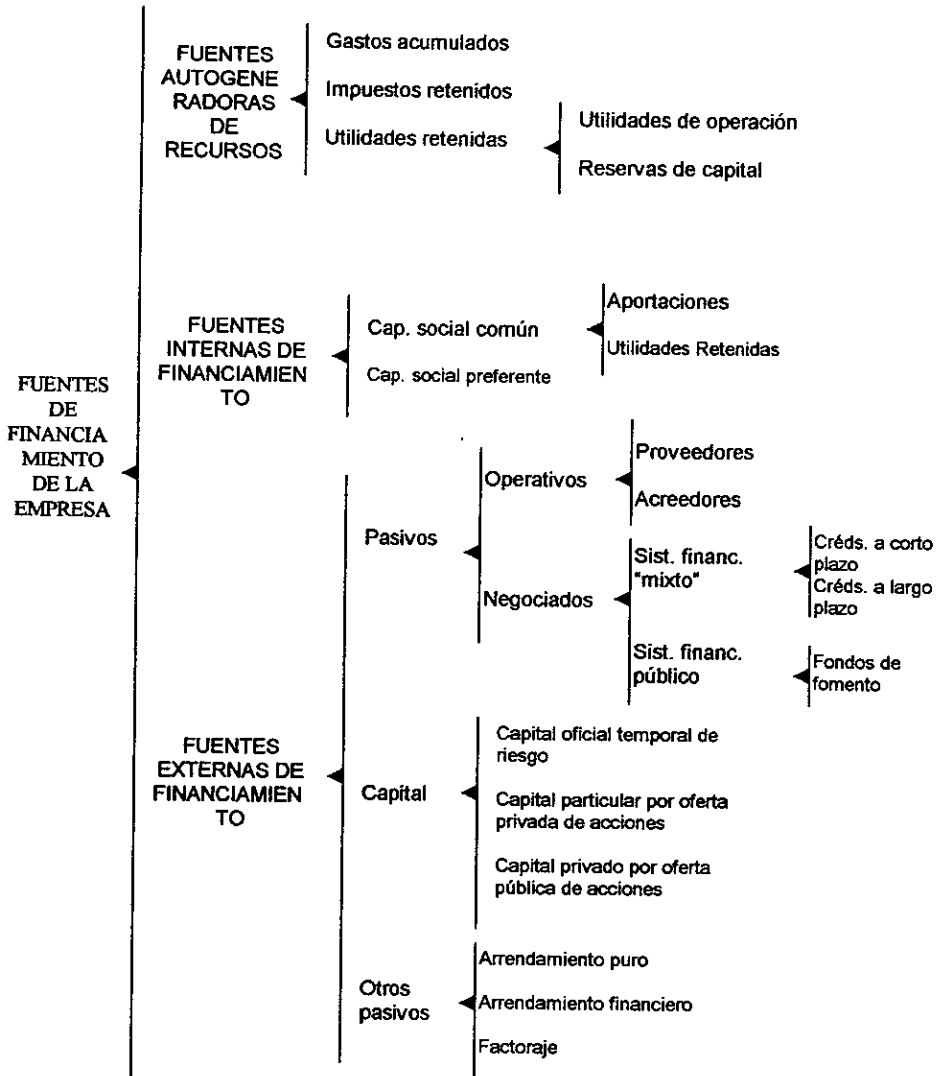 FUENTES
DE
FINANCIA
MIENTO
DE LA
EMPRESA
FUENTES
AUTOGENE
RADORAS
DE
RECURSOS
Gastos acumulados
Impuestos retenidos
Utilidades retenidas
Utilidades de operación
Reservas de capital
FUENTES
INTERNAS DE
FINANCIAMIEN
TO
Cap. social común
Cap. social preferente
Aportaciones
Utilidades Retenidas
FUENTES
EXTERNAS DE
FINANCIAMIEN
TO
Pasivos
Operativos
Proveedores
Acreedores
Negociados
Sist. financ.
"mixto"
Créds. a corto
plazo
Créds. a largo
plazo
Sist. financ.
público
Fondos de
fomento
Capital
Capital oficial temporal de
riesgo
Capital particular por oferta
privada de acciones
Capital privado por oferta
pública de acciones
Otros
pasivos
Arrendamiento puro
Arrendamiento financiero
Factoraje